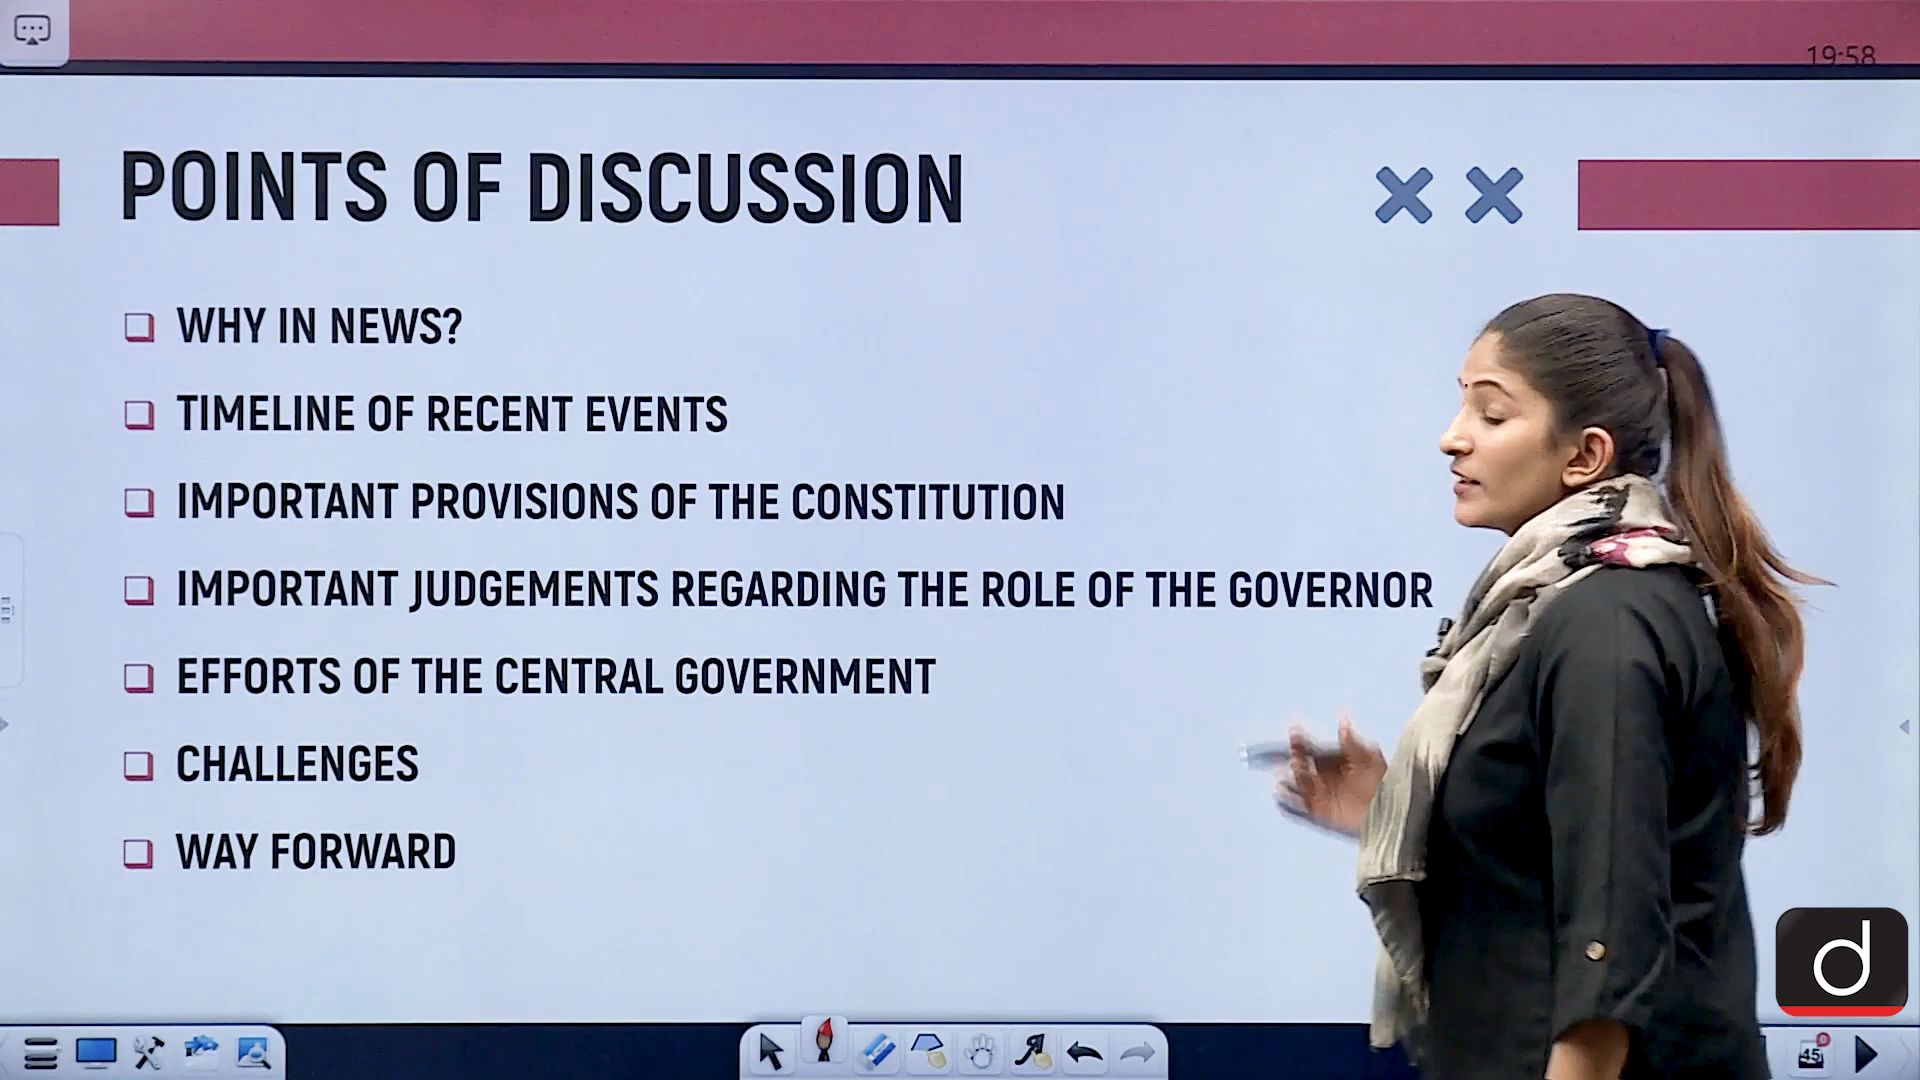 19:58
POINTS OF DISCUSSION
WHY IN NEWS?
TIMELINE OF RECENT EVENTS
IMPORTANT PROVISIONS OF THE CONSTITUTION
IMPORTANT JUDGEMENTS REGARDING THE ROLE OF THE GOVERNOR
EFFORTS OF THE CENTRAL GOVERNMENT
CHALLENGES
WAY FORWARD
d
45